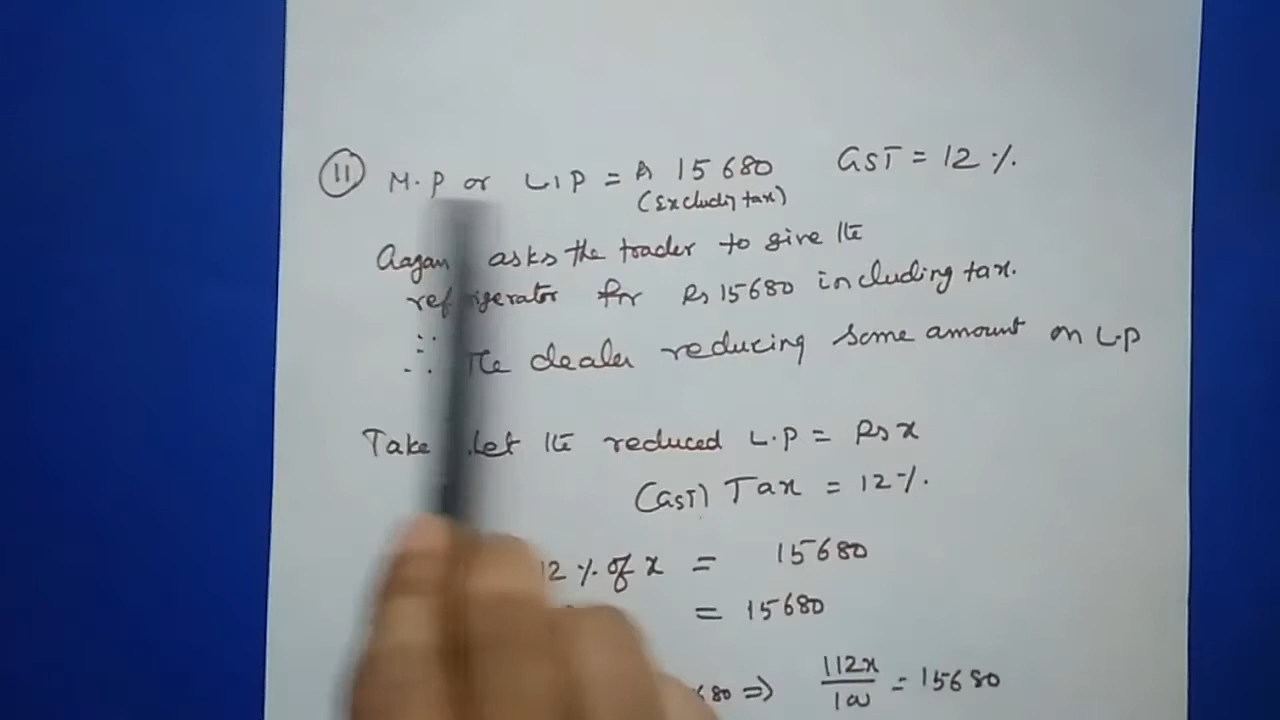 11 M.P or L1P = Rs 15680 GST = 12 %.
(Excluding tax)
Aagan asks the trader to give the
refrigerator for Rs 15680 including tax.
∴ The dealer reducing some amount on L.P
Take Let the reduced L.P = Rs x
(GST) Tax = 12 %.
12 % of x = 15680
= 15680
80 ⇒ 112x/100 = 15680